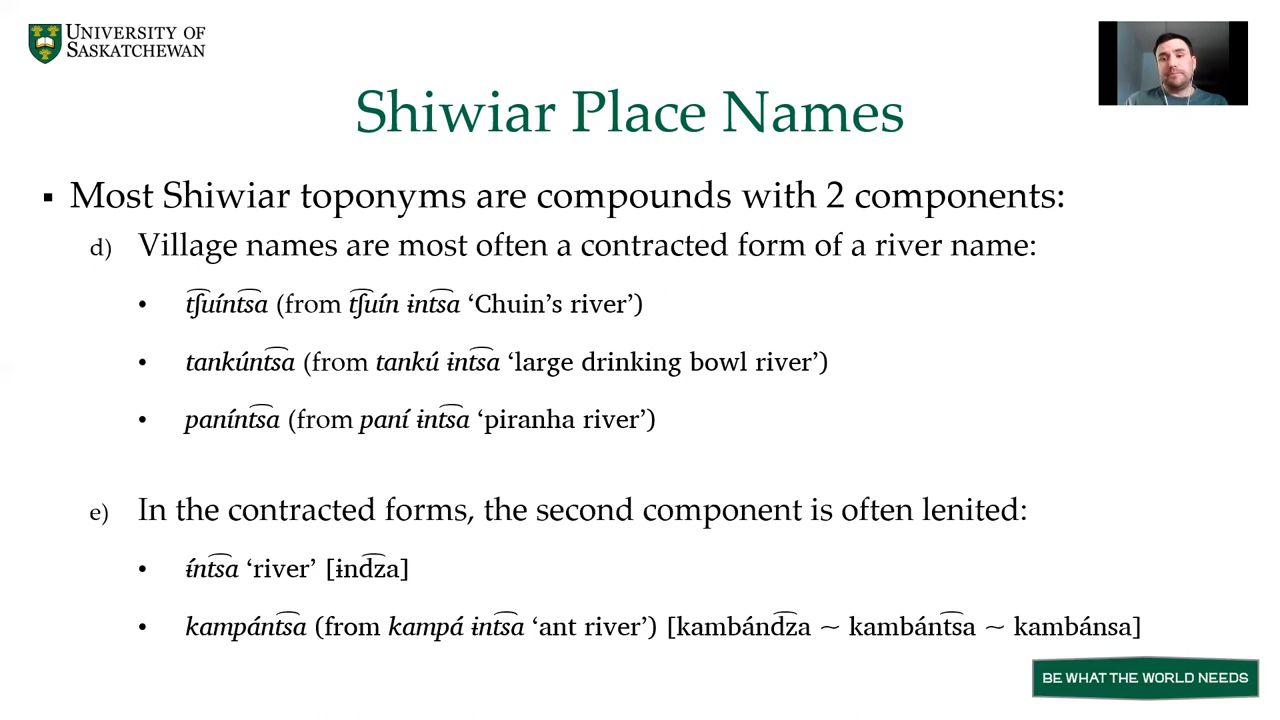 UNIVERSITY OF
SASKATCHEWAN
Shiwiar Place Names
▪ Most Shiwiar toponyms are compounds with 2 components:
d) Village names are most often a contracted form of a river name:
• t͡ʃuínt͡sa (from t͡ʃuín ɨnt͡sa ‘Chuin’s river’)
• tankúnt͡sa (from tankú ɨnt͡sa ‘large drinking bowl river’)
• panínt͡sa (from paní ɨnt͡sa ‘piranha river’)
e) In the contracted forms, the second component is often lenited:
• ɨ́nt͡sa ‘river’ [ɨnd͡za]
• kampánt͡sa (from kampá ɨnt͡sa ‘ant river’) [kambánd͡za ~ kambánt͡sa ~ kambánsa]
BE WHAT THE WORLD NEEDS